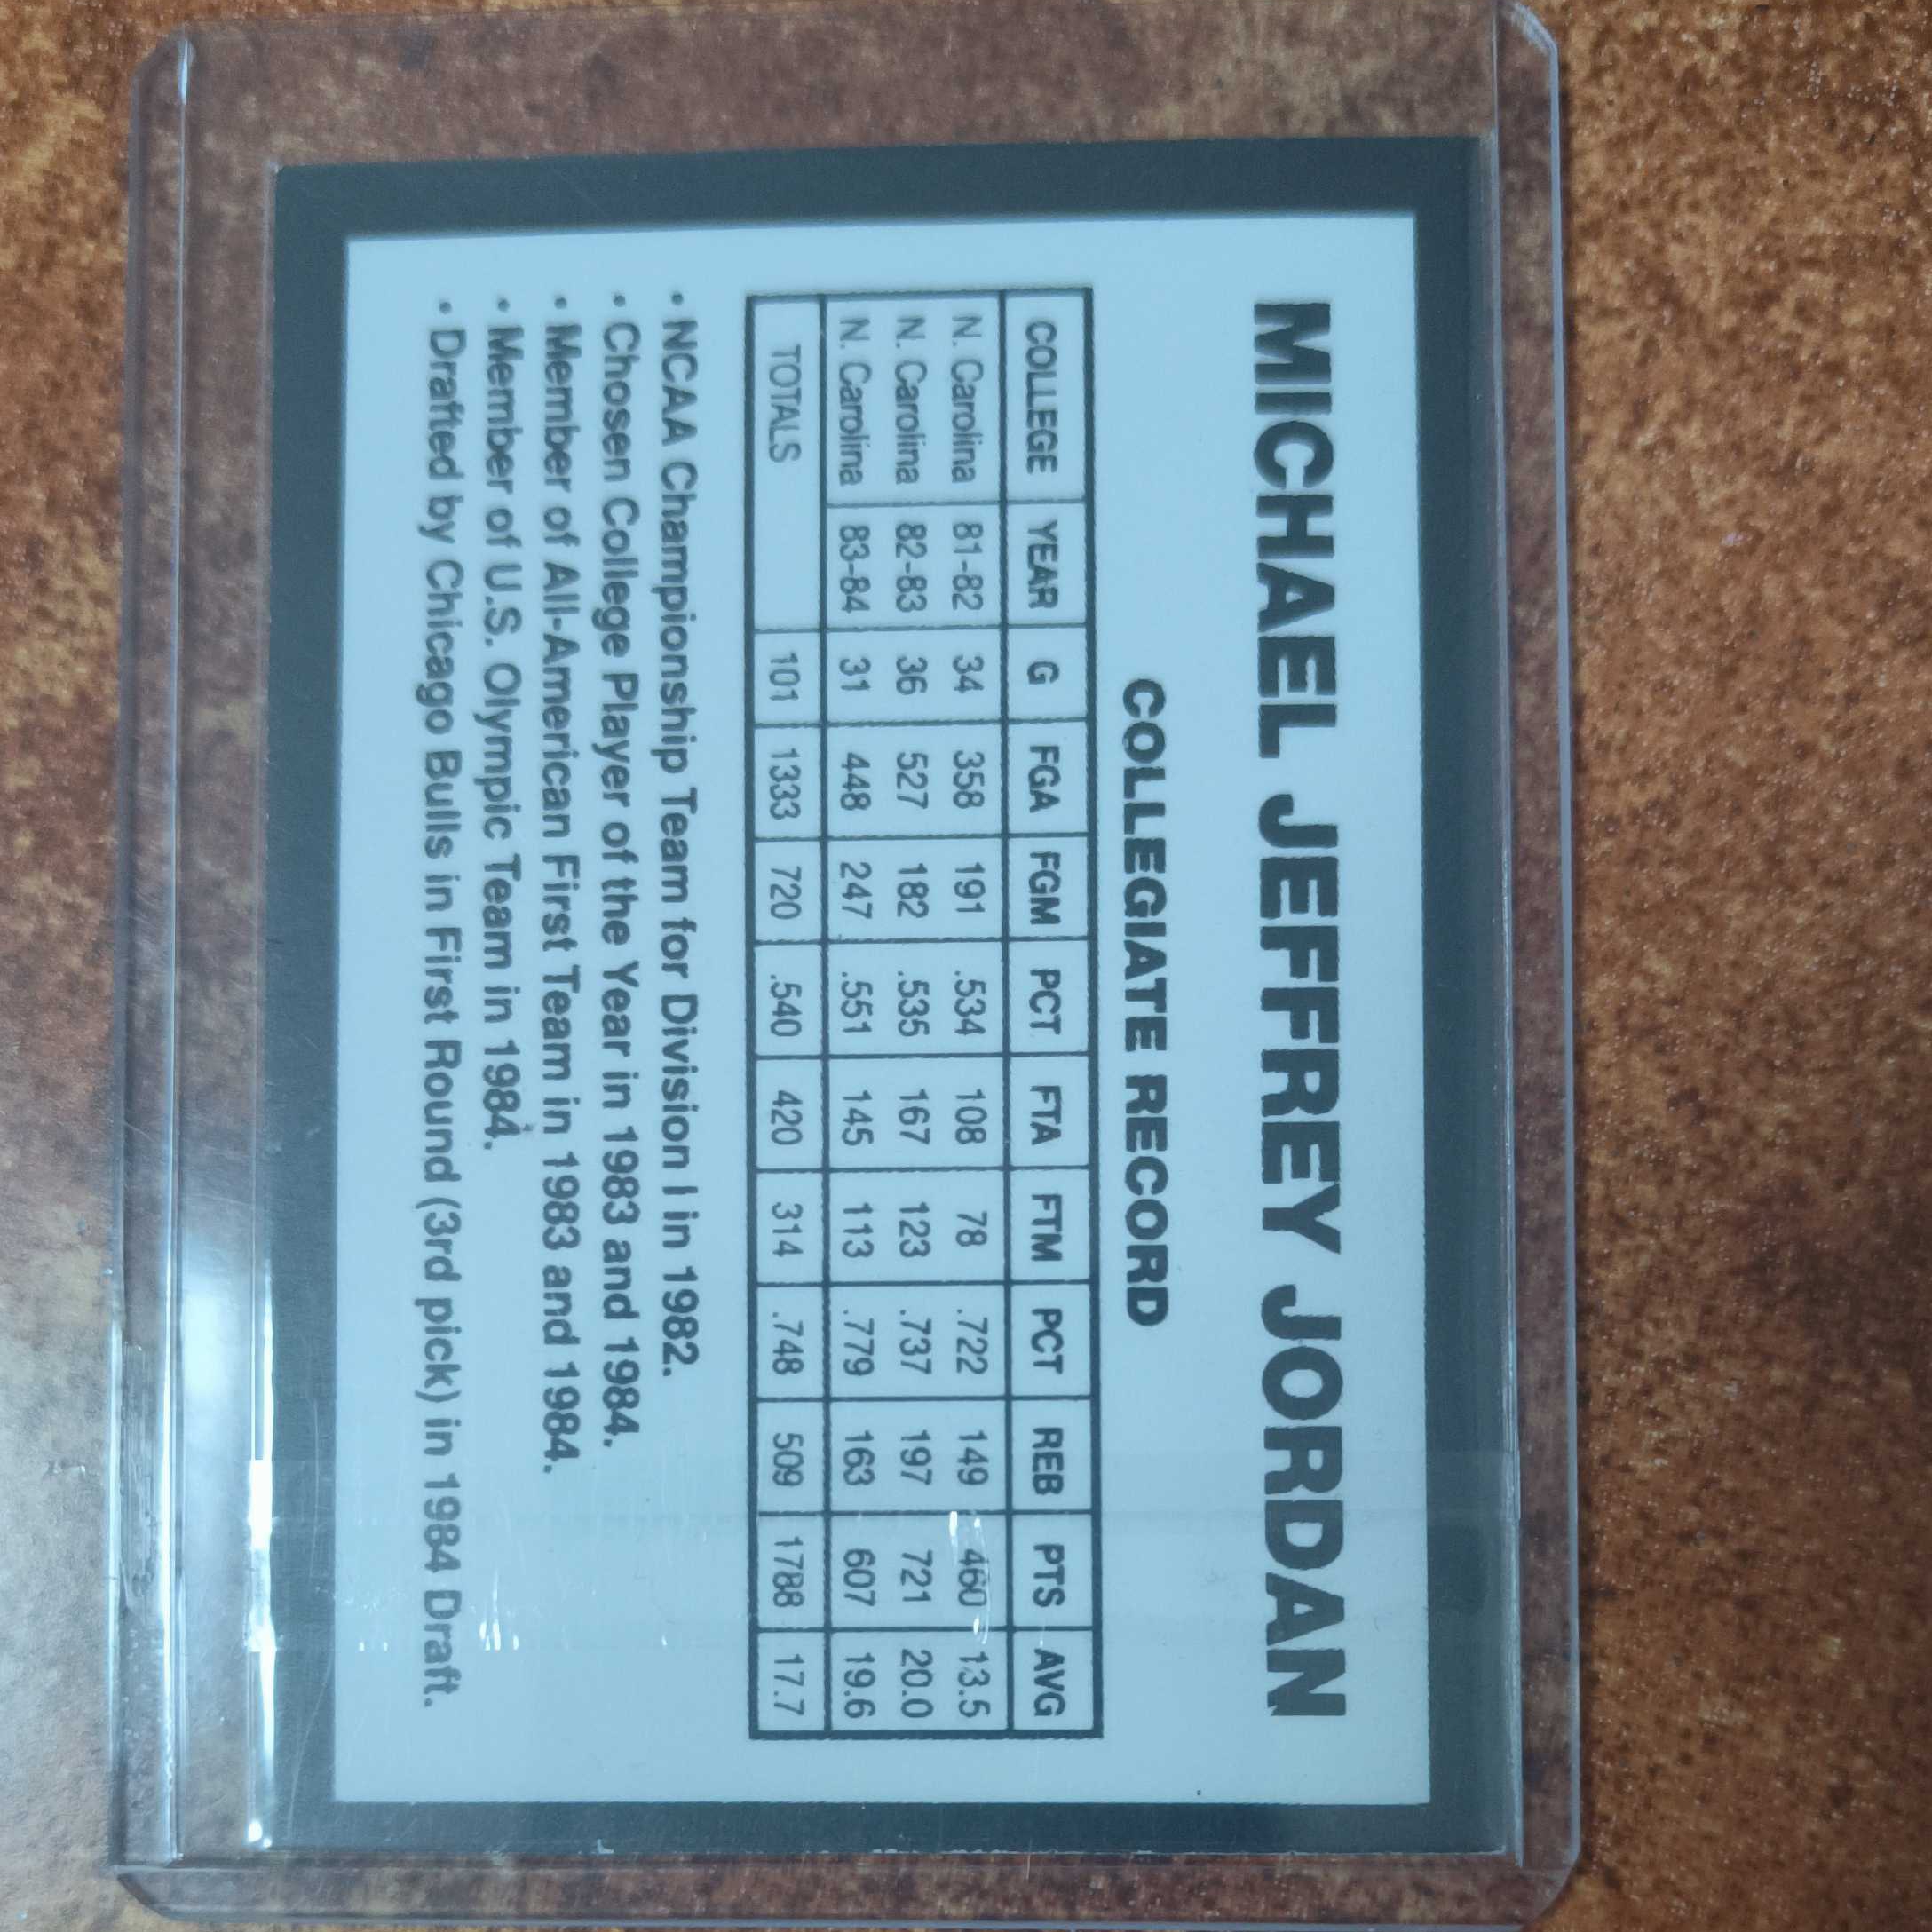 MICHAEL JEFFREY JORDAN
COLLEGIATE RECORD
COLLEGE YEAR G FGA FGM PCT FTA FTM PCT REB PTS AVG
N. Carolina 81-82 34 358 191 .534 108 78 .722 149 460 13.5
N. Carolina 82-83 36 527 182 .535 167 123 .737 197 721 20.0
N. Carolina 83-84 31 448 247 .551 145 113 .779 163 607 19.6
TOTALS 101 1333 720 .540 420 314 .748 509 1788 17.7
• NCAA Championship Team for Division I in 1982.
• Chosen College Player of the Year in 1983 and 1984.
• Member of All-American First Team in 1983 and 1984.
• Member of U.S. Olympic Team in 1984.
• Drafted by Chicago Bulls in First Round (3rd pick) in 1984 Draft.